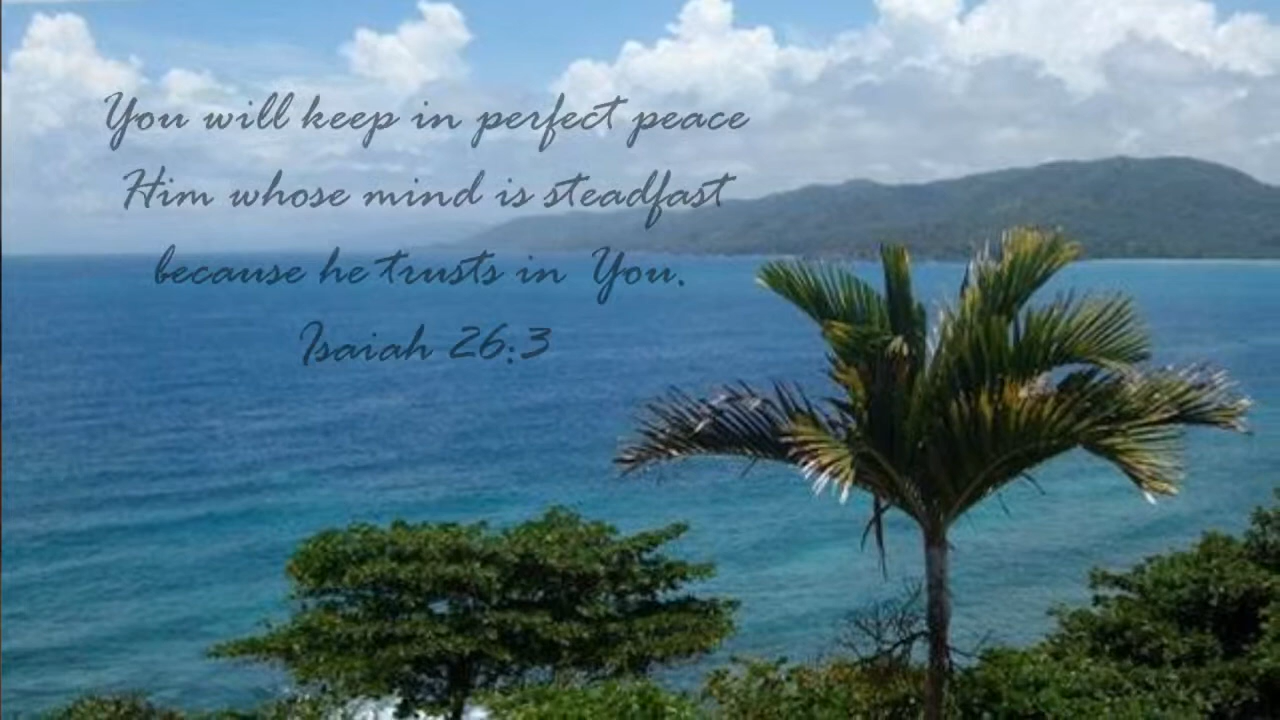 You will keep in perfect peace
Him whose mind is steadfast
because he trusts in You.
Isaiah 26:3